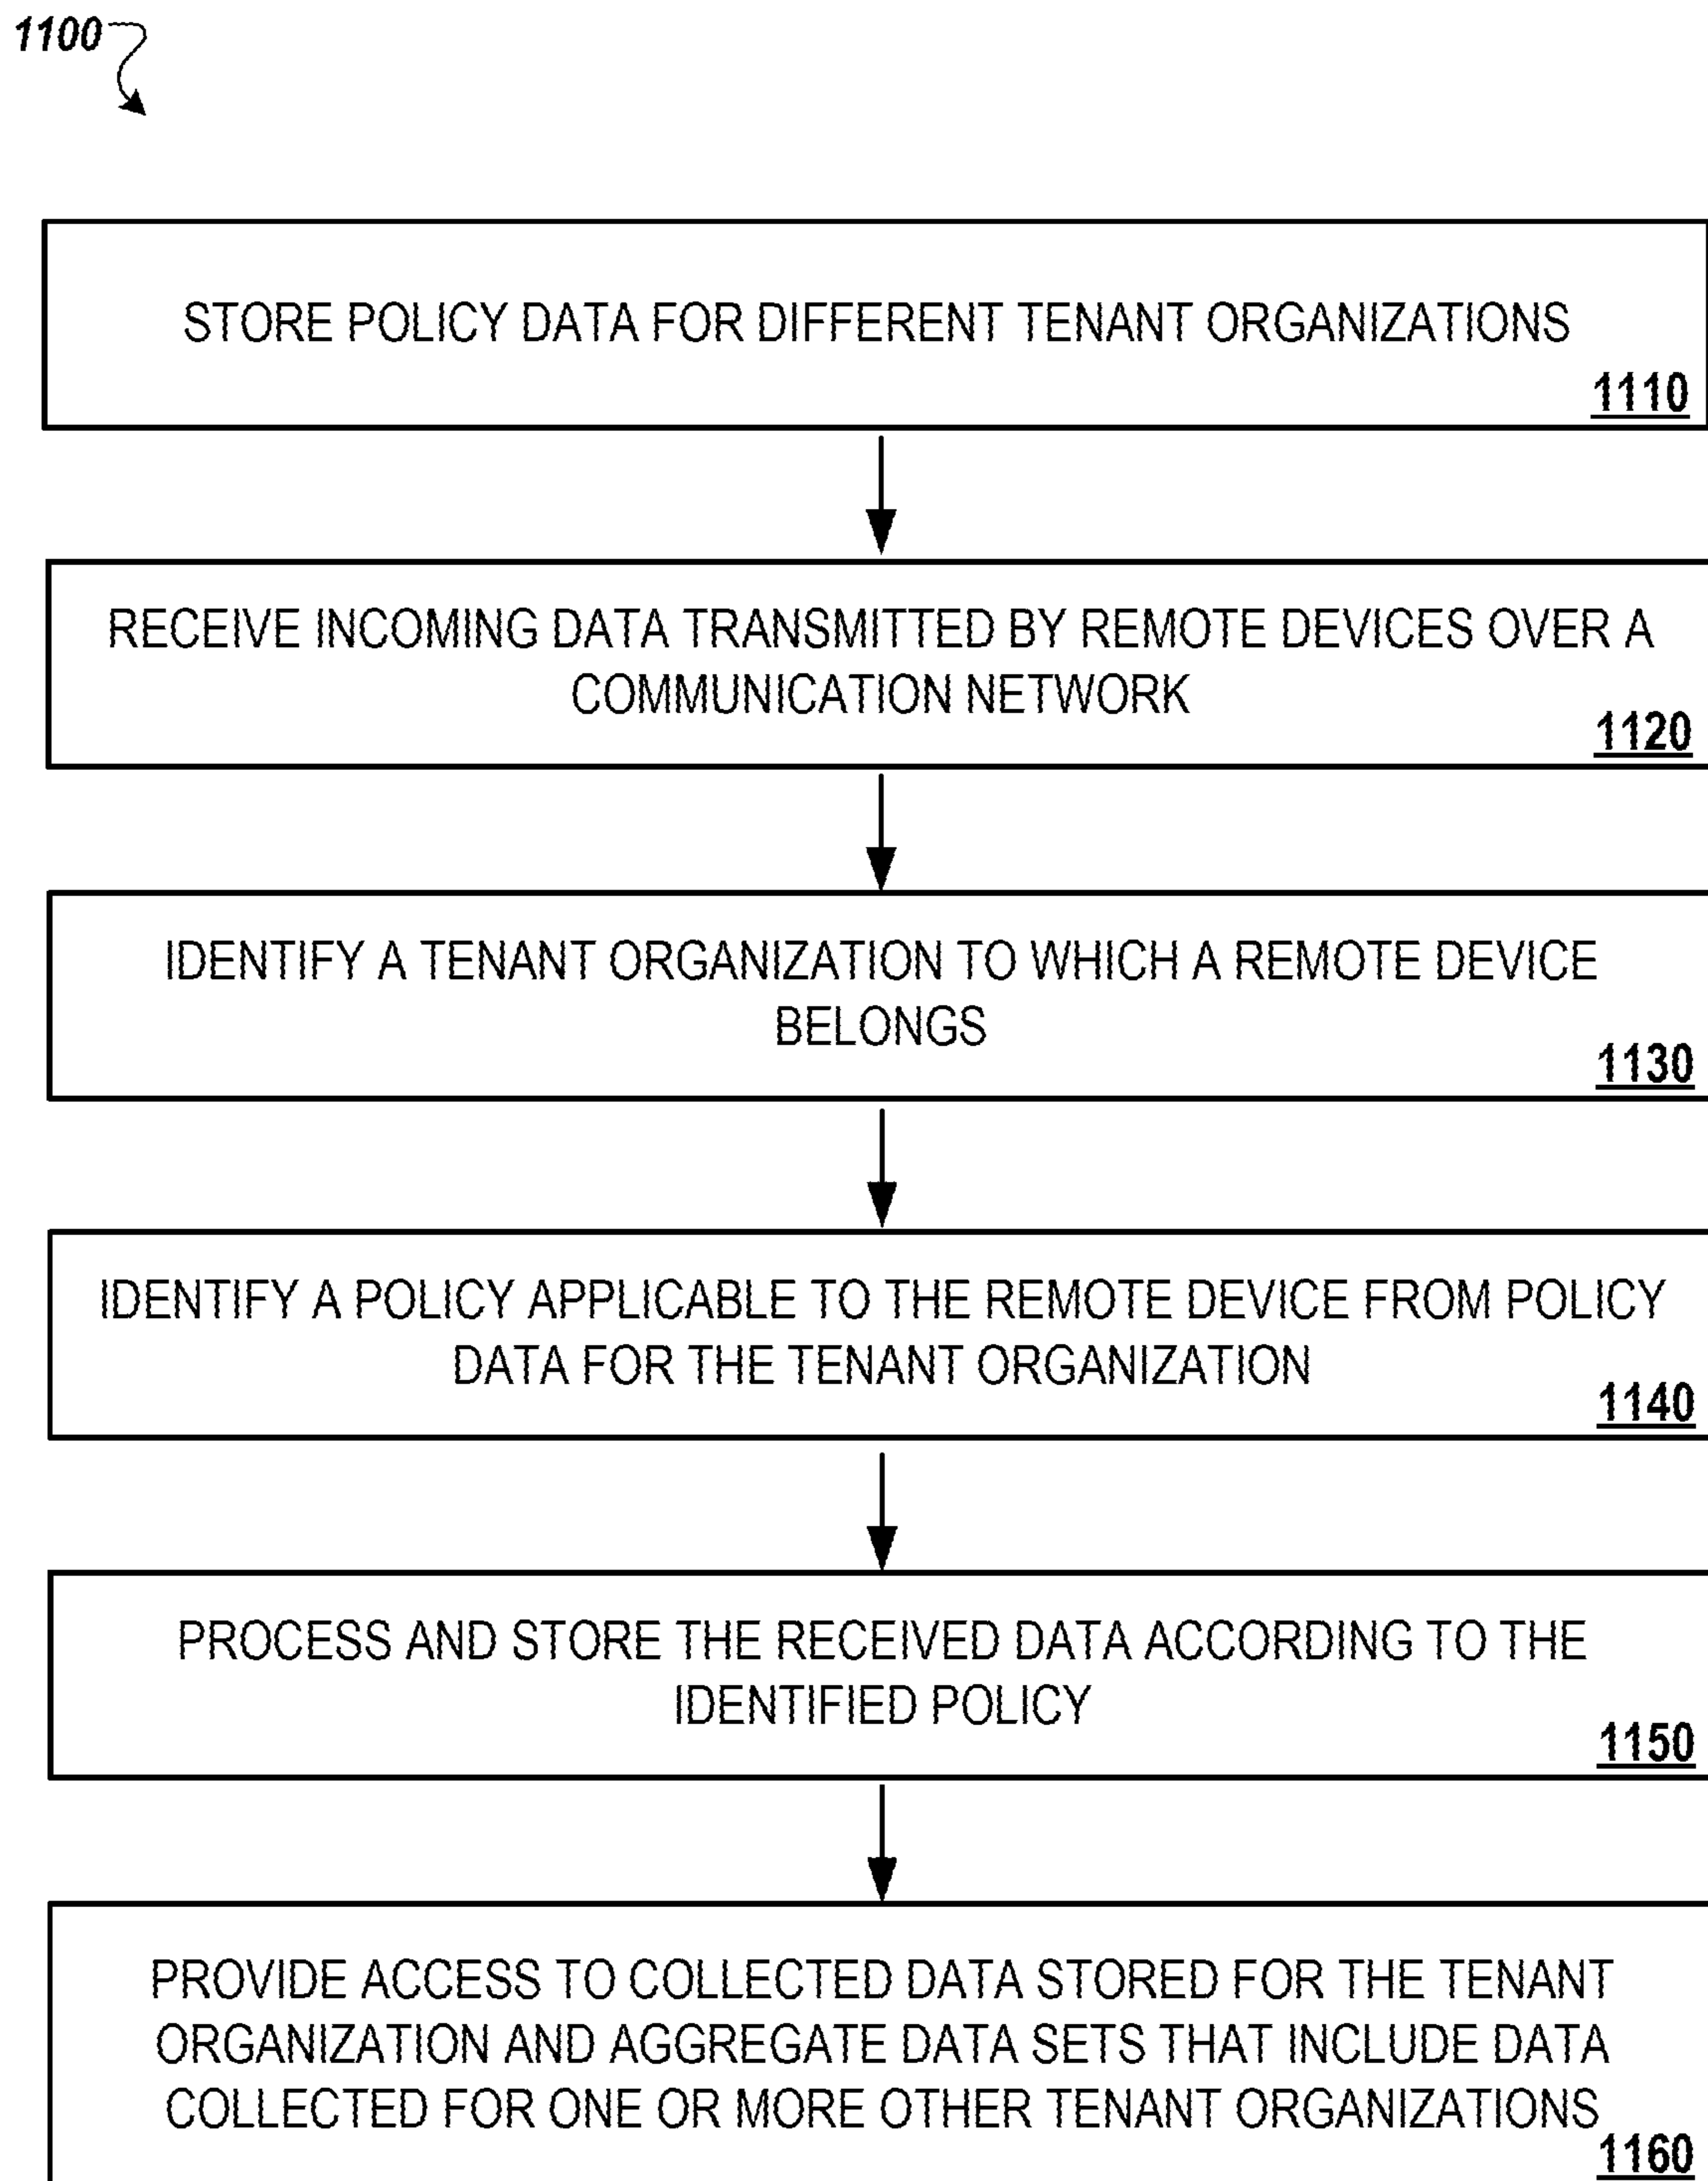 1100
STORE POLICY DATA FOR DIFFERENT TENANT ORGANIZATIONS
1110
RECEIVE INCOMING DATA TRANSMITTED BY REMOTE DEVICES OVER A
COMMUNICATION NETWORK
1120
IDENTIFY A TENANT ORGANIZATION TO WHICH A REMOTE DEVICE
BELONGS
1130
IDENTIFY A POLICY APPLICABLE TO THE REMOTE DEVICE FROM POLICY
DATA FOR THE TENANT ORGANIZATION
1140
PROCESS AND STORE THE RECEIVED DATA ACCORDING TO THE
IDENTIFIED POLICY
1150
PROVIDE ACCESS TO COLLECTED DATA STORED FOR THE TENANT
ORGANIZATION AND AGGREGATE DATA SETS THAT INCLUDE DATA
COLLECTED FOR ONE OR MORE OTHER TENANT ORGANIZATIONS
1160